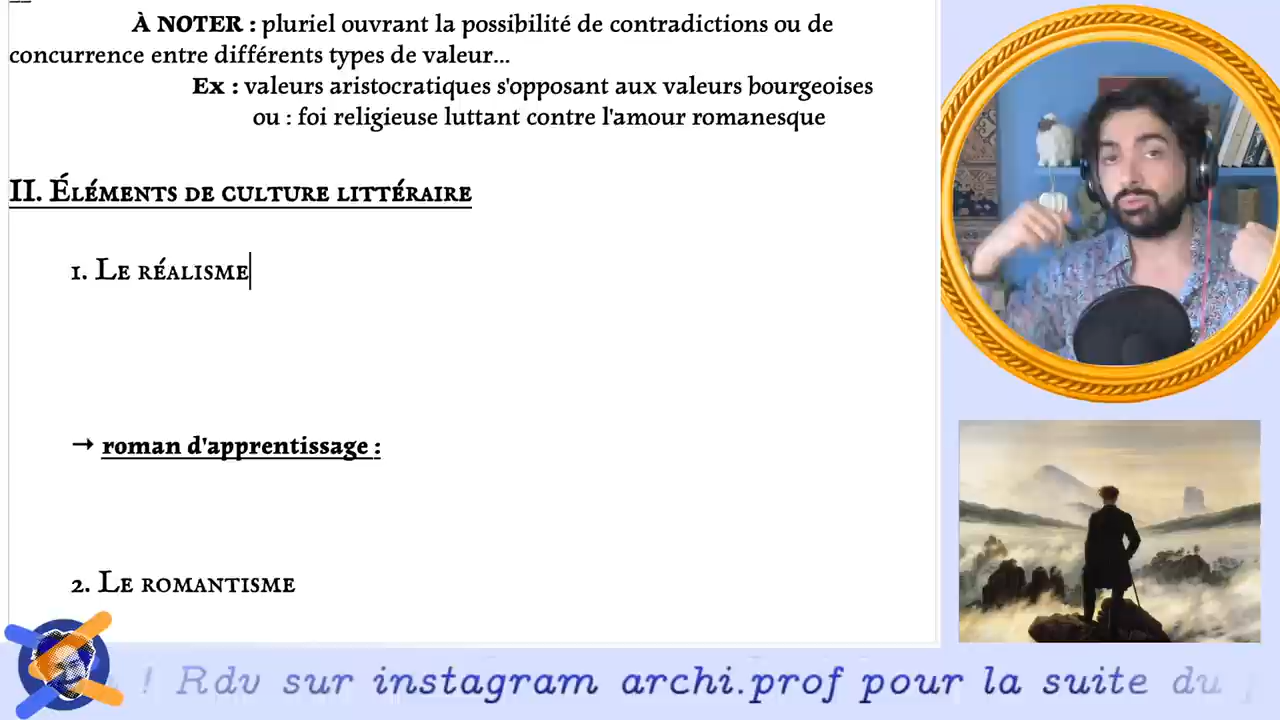 À NOTER : pluriel ouvrant la possibilité de contradictions ou de
concurrence entre différents types de valeur...
Ex : valeurs aristocratiques s'opposant aux valeurs bourgeoises
ou : foi religieuse luttant contre l'amour romanesque
II. Éléments de culture littéraire
1. Le réalisme
→ roman d'apprentissage :
2. Le romantisme
! Rdv sur instagram archi.prof pour la suite du